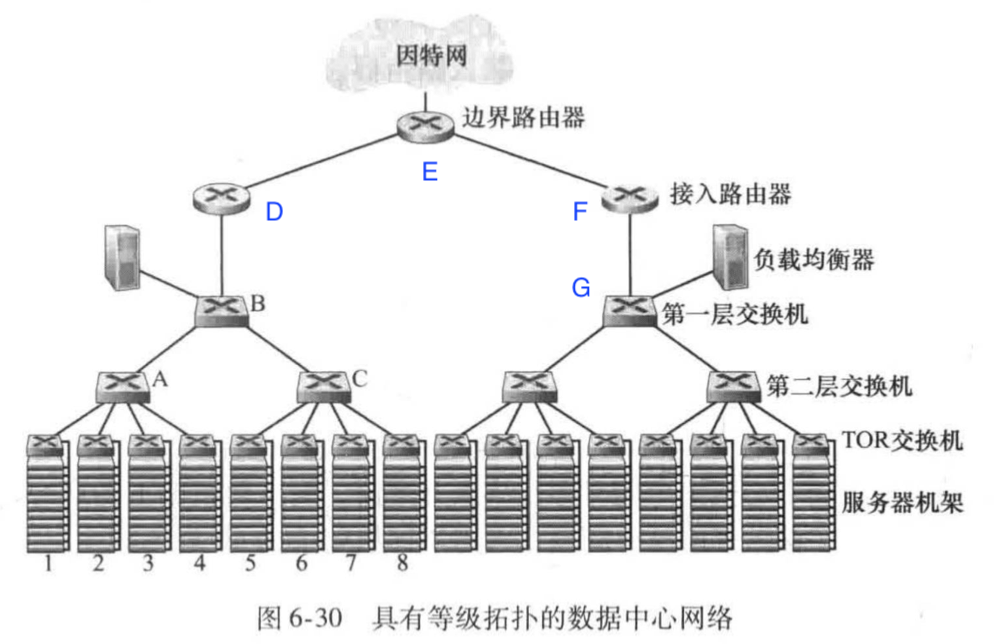 因特网
边界路由器
E
D
F
接入路由器
负载均衡器
G
B
第一层交换机
A
C
第二层交换机
TOR交换机
服务器机架
1 2 3 4 5 6 7 8
图 6-30 具有等级拓扑的数据中心网络